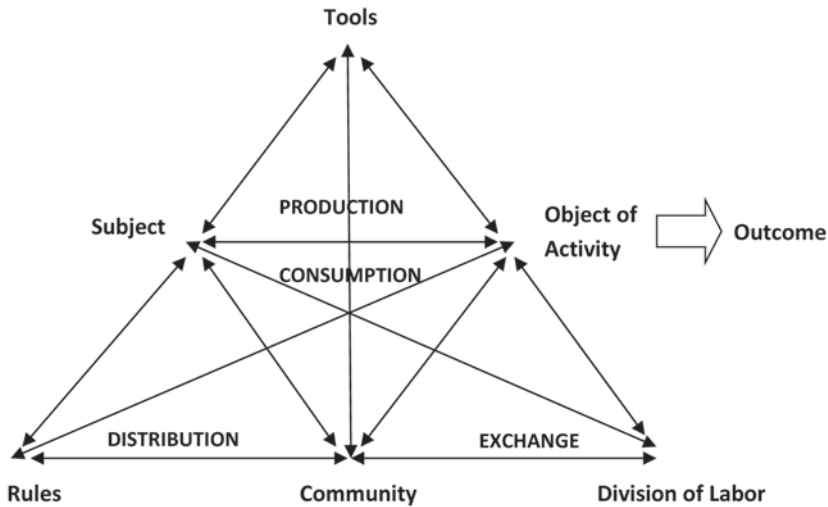 Tools
PRODUCTION
Subject
Object of
Activity
Outcome
CONSUMPTION
DISTRIBUTION
EXCHANGE
Rules
Community
Division of Labor